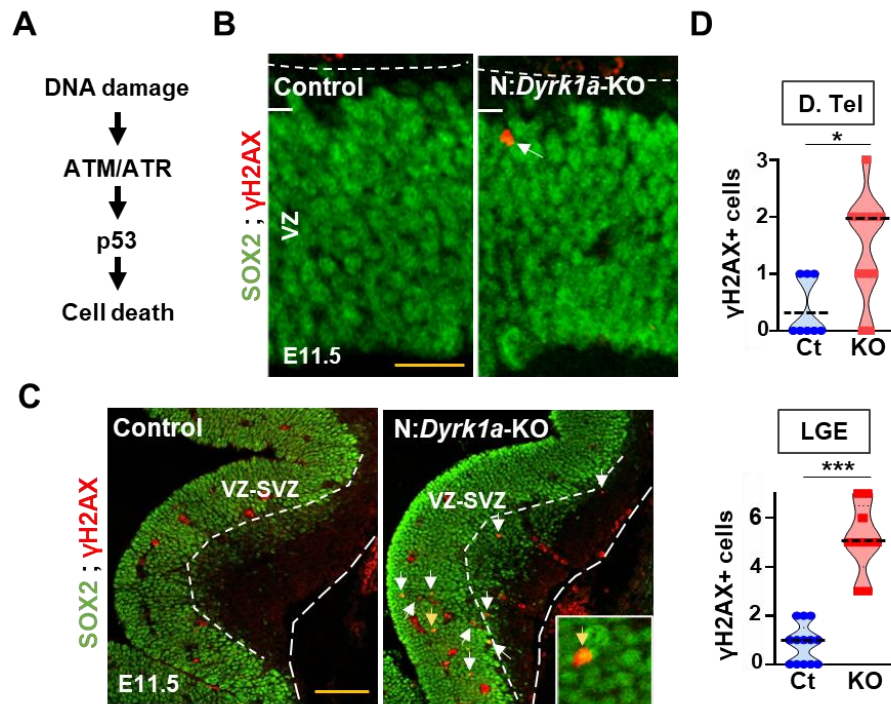 A
DNA damage
ATM/ATR
p53
Cell death
B
SOX2 ; γH2AX
Control
VZ
E11.5
N:Dyrk1a-KO
C
SOX2 ; γH2AX
Control
VZ-SVZ
E11.5
N:Dyrk1a-KO
VZ-SVZ
D
D. Tel
*
γH2AX+ cells
3
2
1
0
Ct KO
LGE
***
γH2AX+ cells
6
4
2
0
Ct KO